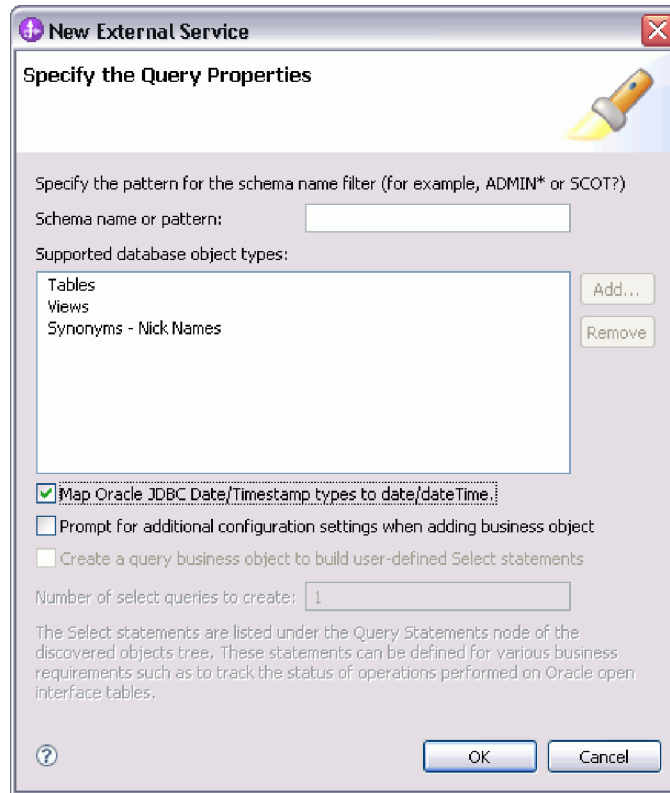 New External Service
Specify the Query Properties
Specify the pattern for the schema name filter (for example, ADMIN* or SCOT?)
Schema name or pattern:
Supported database object types:
Tables
Views
Synonyms - Nick Names
Add...
Remove
Map Oracle JDBC Date/Timestamp types to date/dateTime.
Prompt for additional configuration settings when adding business object
Create a query business object to build user-defined Select statements
Number of select queries to create: 1
The Select statements are listed under the Query Statements node of the
discovered objects tree. These statements can be defined for various business
requirements such as to track the status of operations performed on Oracle open
interface tables.
?
OK
Cancel